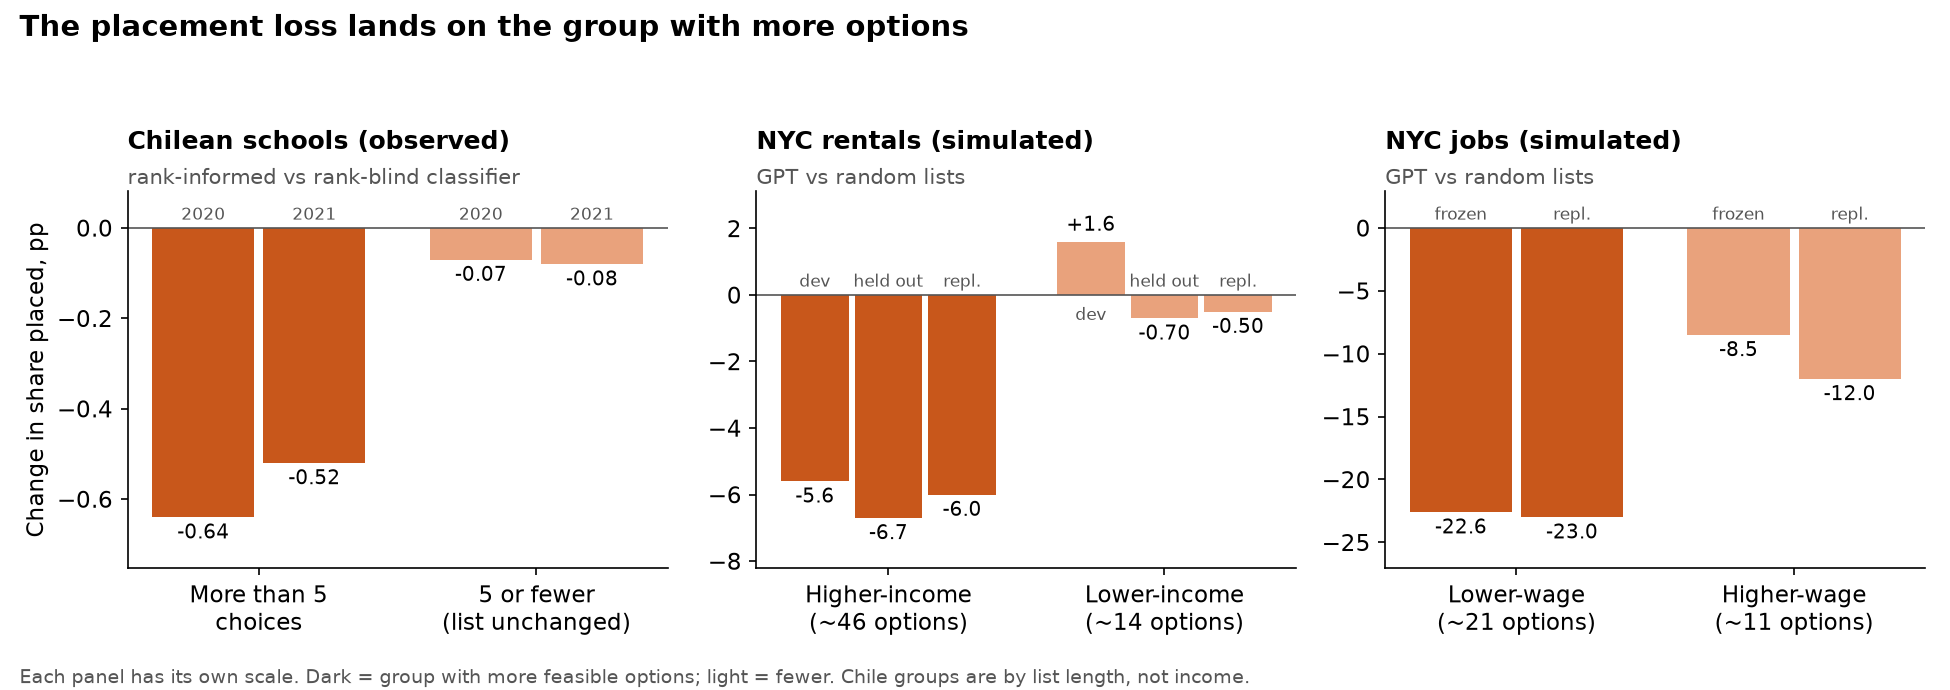 The placement loss lands on the group with more options
Chilean schools (observed)
rank-informed vs rank-blind classifier
Change in share placed, pp
0.0
−0.2
−0.4
−0.6
2020
2021
2020
2021
-0.64
-0.52
-0.07
-0.08
More than 5
choices
5 or fewer
(list unchanged)
NYC rentals (simulated)
GPT vs random lists
2
0
−2
−4
−6
−8
dev
held out
repl.
+1.6
dev
held out
repl.
-5.6
-6.7
-6.0
-0.70
-0.50
Higher-income
(~46 options)
Lower-income
(~14 options)
NYC jobs (simulated)
GPT vs random lists
0
−5
−10
−15
−20
−25
frozen
repl.
frozen
repl.
-22.6
-23.0
-8.5
-12.0
Lower-wage
(~21 options)
Higher-wage
(~11 options)
Each panel has its own scale. Dark = group with more feasible options; light = fewer. Chile groups are by list length, not income.